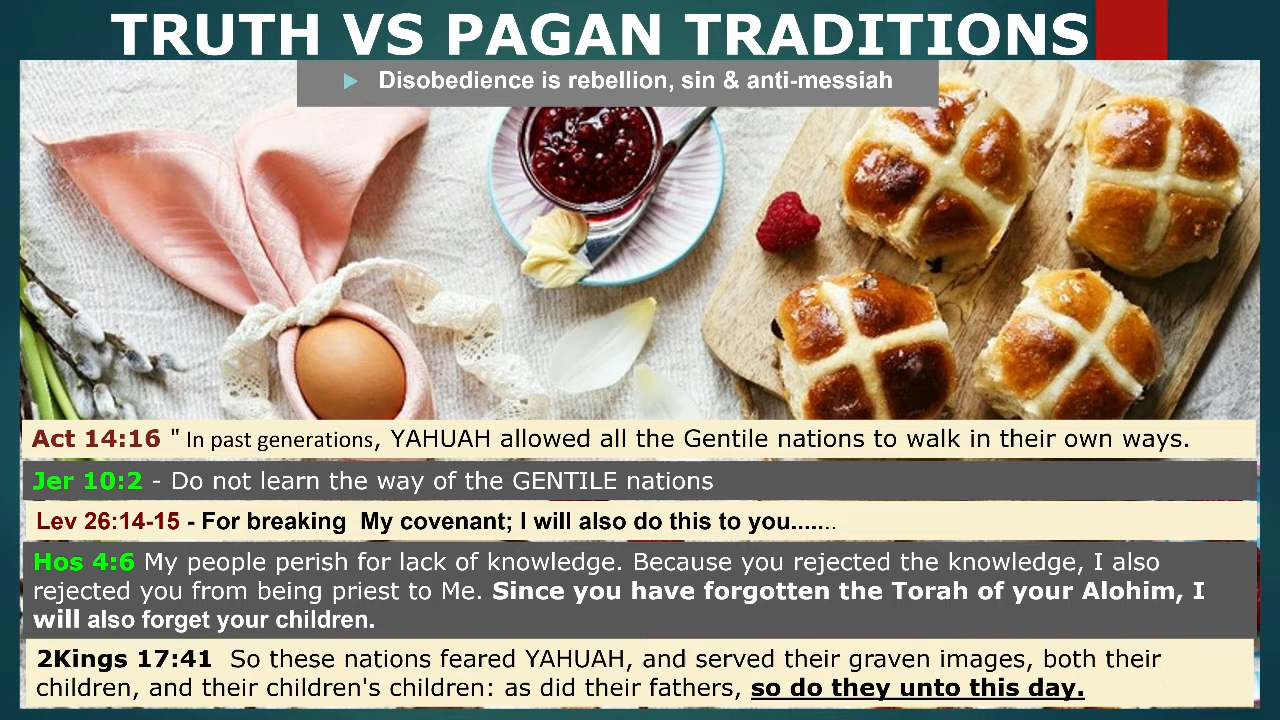 TRUTH VS PAGAN TRADITIONS
Disobedience is rebellion, sin & anti-messiah
Act 14:16 " In past generations, YAHUAH allowed all the Gentile nations to walk in their own ways.
Jer 10:2 - Do not learn the way of the GENTILE nations
Lev 26:14-15 - For breaking  My covenant; I will also do this to you.......
Hos 4:6 My people perish for lack of knowledge. Because you rejected the knowledge, I also
rejected you from being priest to Me. Since you have forgotten the Torah of your Alohim, I
will also forget your children.
2Kings 17:41  So these nations feared YAHUAH, and served their graven images, both their
children, and their children's children: as did their fathers, so do they unto this day.